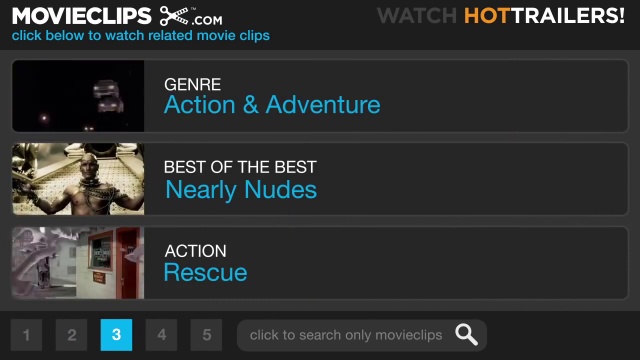 MOVIECLIPS.COM
WATCH HOTTRAILERS!
click below to watch related movie clips
GENRE
Action & Adventure
BEST OF THE BEST
Nearly Nudes
ACTION
Rescue
1 2 3 4 5
click to search only movieclips